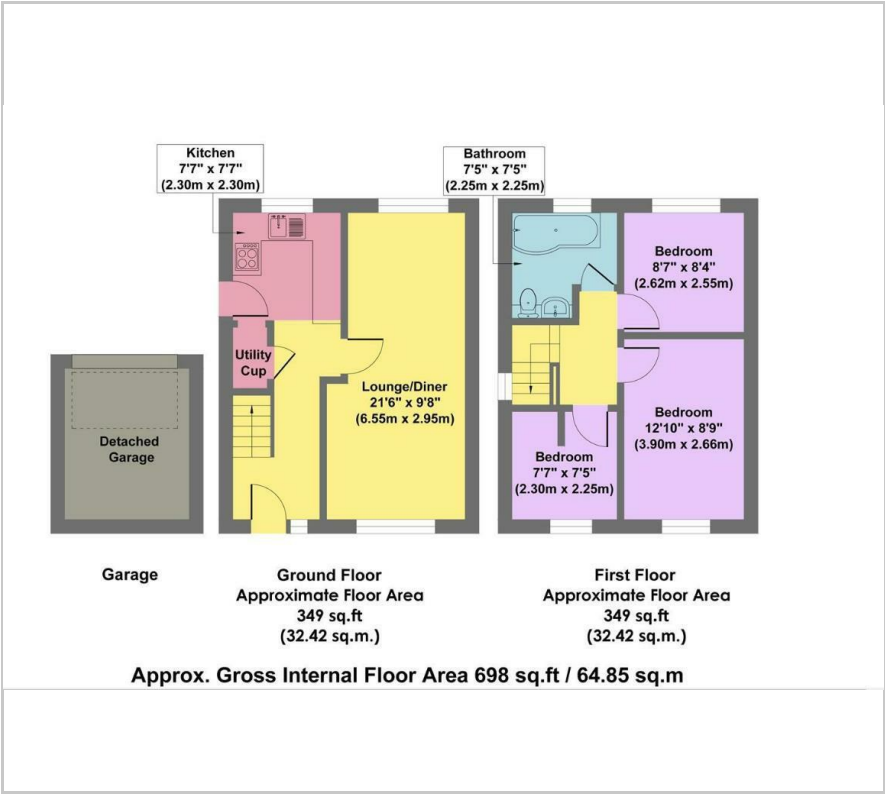 Kitchen
7'7" x 7'7"
(2.30m x 2.30m)
Bathroom
7'5" x 7'5"
(2.25m x 2.25m)
Bedroom
8'7" x 8'4"
(2.62m x 2.55m)
Utility
Cup
Lounge/Diner
21'6" x 9'8"
(6.55m x 2.95m)
Bedroom
12'10" x 8'9"
(3.90m x 2.66m)
Detached
Garage
Bedroom
7'7" x 7'5"
(2.30m x 2.25m)
Garage
Ground Floor
Approximate Floor Area
349 sq.ft
(32.42 sq.m.)
First Floor
Approximate Floor Area
349 sq.ft
(32.42 sq.m.)
Approx. Gross Internal Floor Area 698 sq.ft / 64.85 sq.m